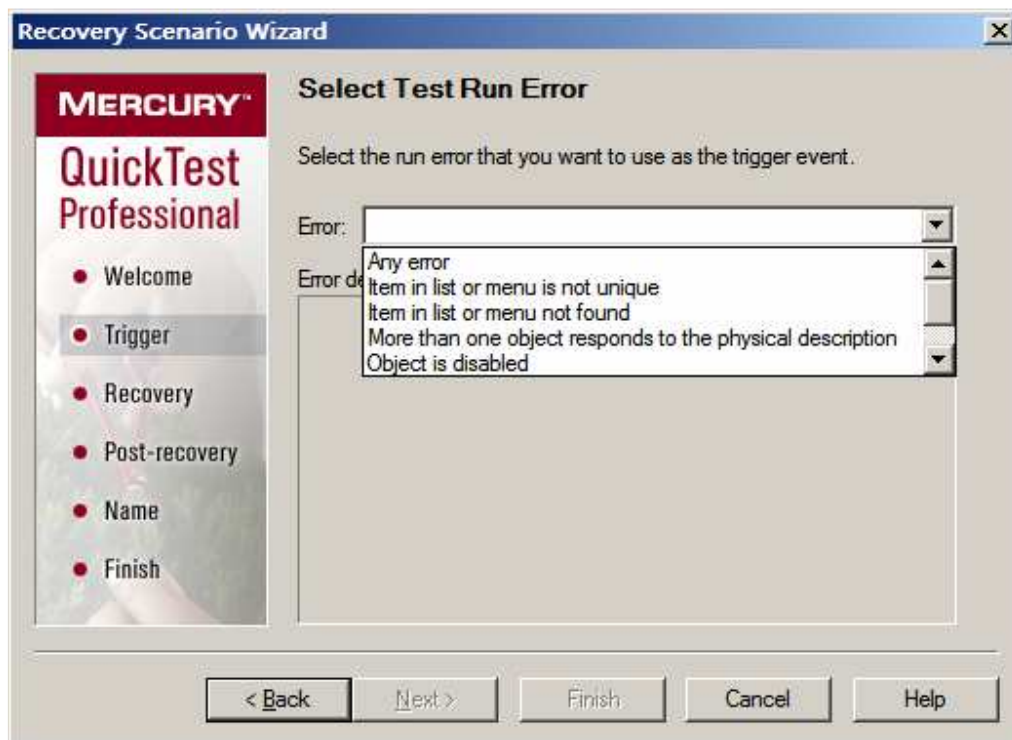 Recovery Scenario Wizard
MERCURY™
QuickTest
Professional
Welcome
Trigger
Recovery
Post-recovery
Name
Finish
Select Test Run Error
Select the run error that you want to use as the trigger event.
Error:
Any error
Item in list or menu is not unique
Item in list or menu not found
More than one object responds to the physical description
Object is disabled
Error de
< Back
Next >
Finish
Cancel
Help